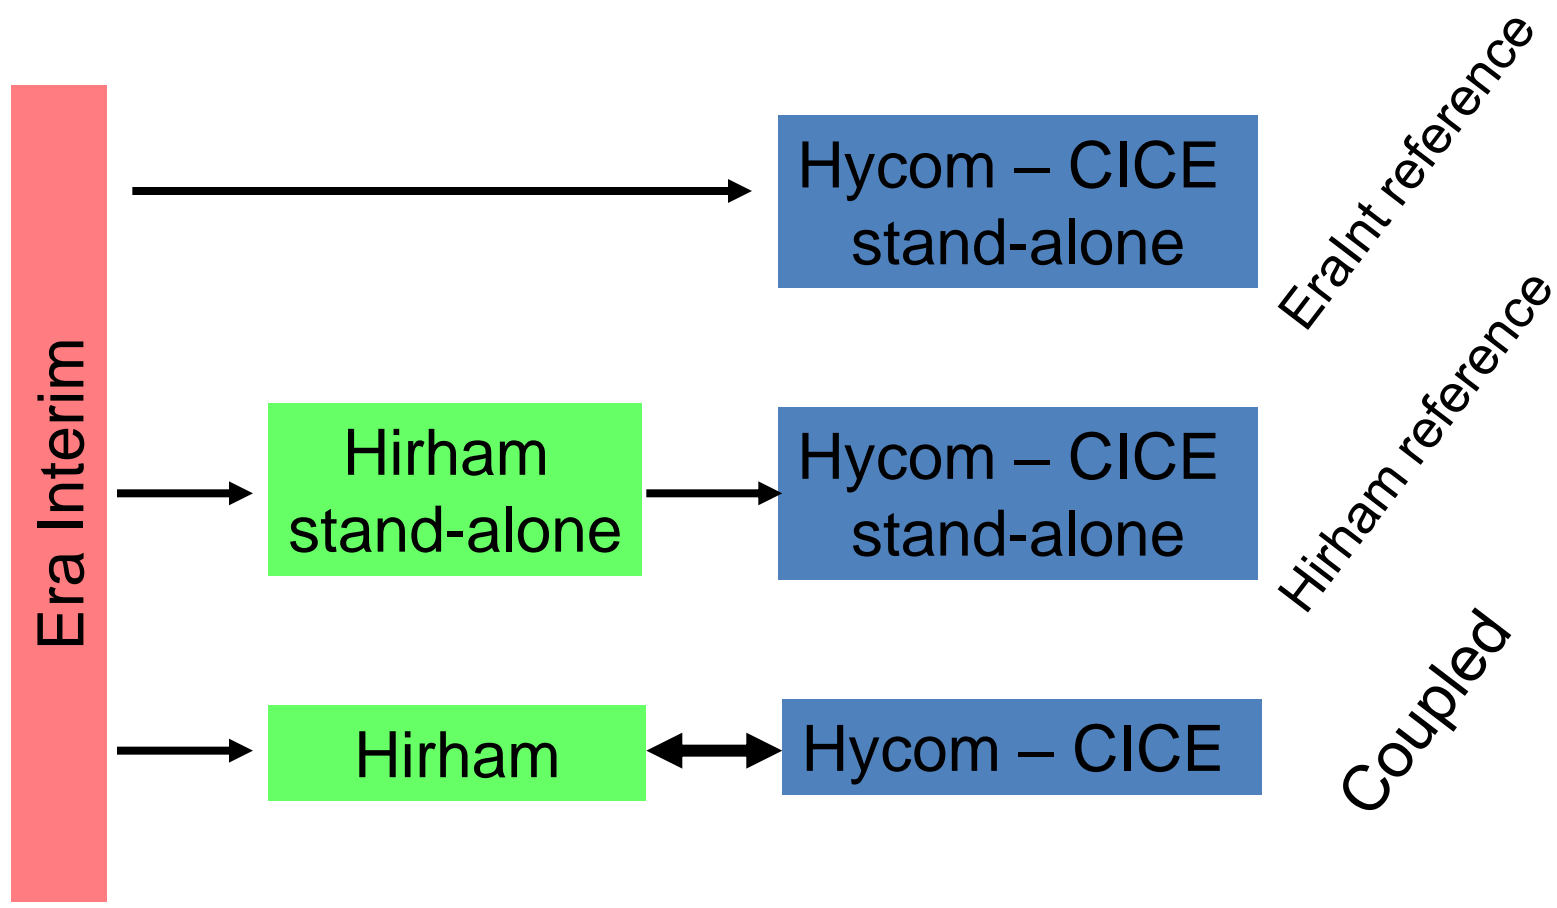 Era Interim
Hycom – CICE
stand-alone
EraInt reference
Hirham
stand-alone
Hycom – CICE
stand-alone
Hirham reference
Hirham
Hycom – CICE
Coupled